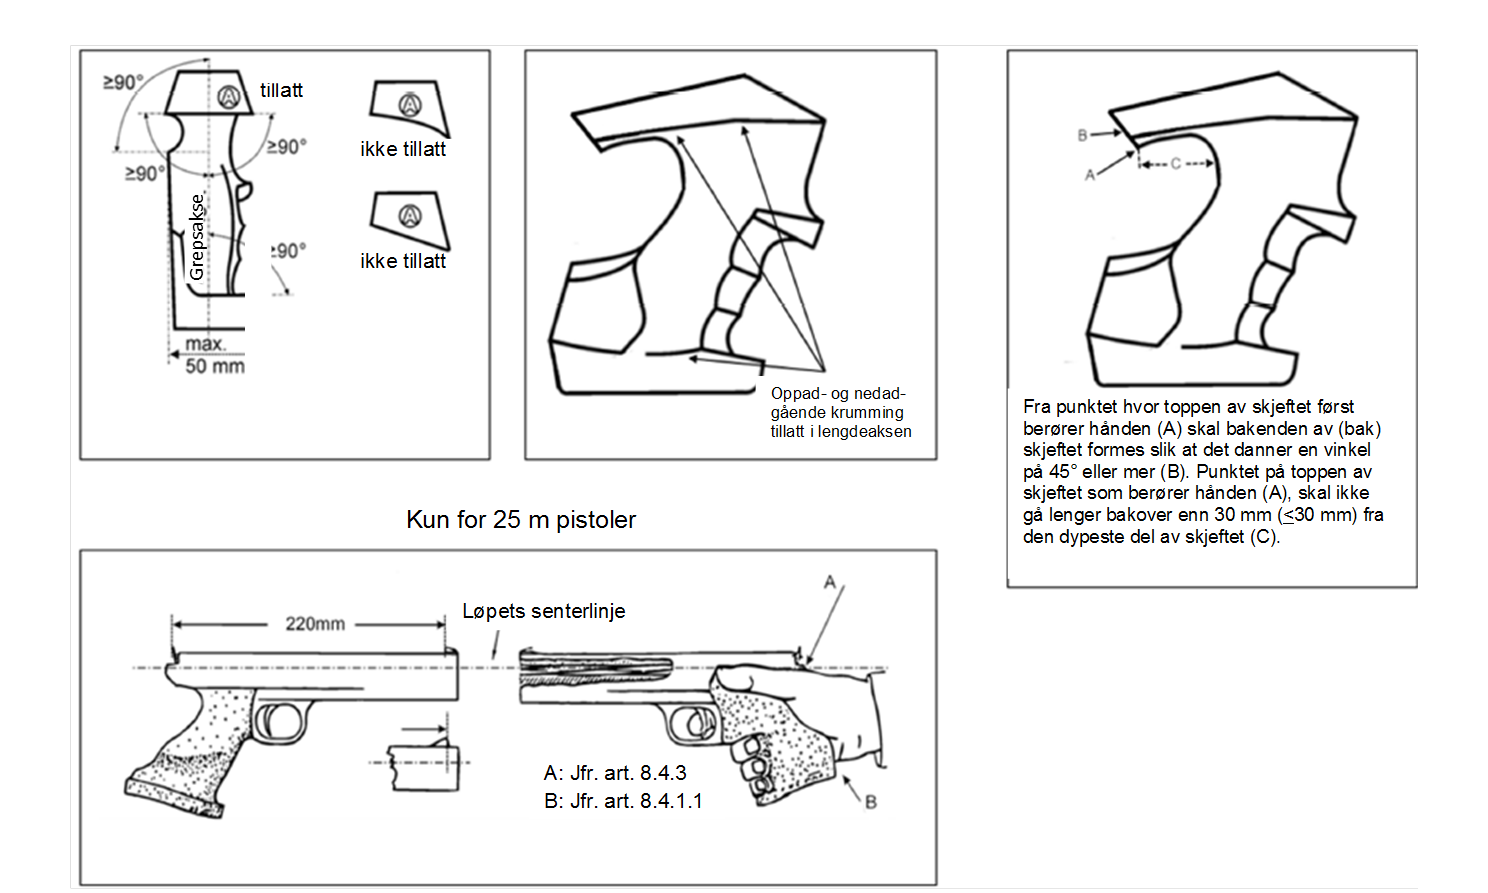 ≥90°
tillatt
ikke tillatt
≥90°
≥90°
Grepsakse
≥90°
ikke tillatt
max.
50 mm
A
A
A
Oppad- og nedad-
gående krumming
tillatt i lengdeaksen
B
A
C
Fra punktet hvor toppen av skjeftet først
berører hånden (A) skal bakenden av (bak)
skjeftet formes slik at det danner en vinkel
på 45° eller mer (B). Punktet på toppen av
skjeftet som berører hånden (A), skal ikke
gå lenger bakover enn 30 mm (≤30 mm) fra
den dypeste del av skjeftet (C).
Kun for 25 m pistoler
220mm
Løpets senterlinje
A
A: Jfr. art. 8.4.3
B: Jfr. art. 8.4.1.1
B